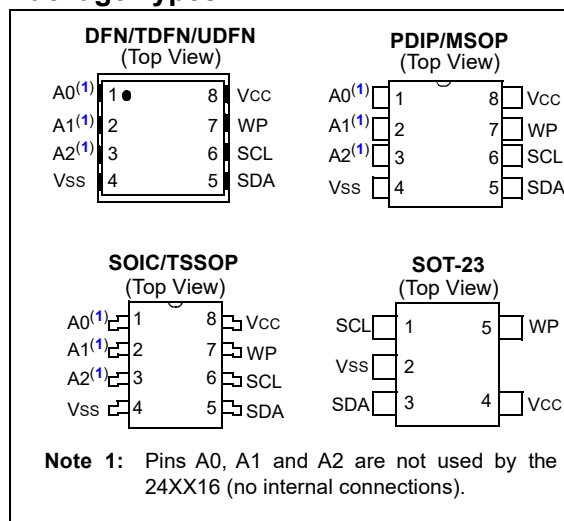 DFN/TDFN/UDFN
(Top View)
A0(1) 1 8 VCC
A1(1) 2 7 WP
A2(1) 3 6 SCL
VSS 4 5 SDA
PDIP/MSOP
(Top View)
A0(1) 1 8 VCC
A1(1) 2 7 WP
A2(1) 3 6 SCL
VSS 4 5 SDA
SOIC/TSSOP
(Top View)
A0(1) 1 8 VCC
A1(1) 2 7 WP
A2(1) 3 6 SCL
VSS 4 5 SDA
SOT-23
(Top View)
SCL 1 5 WP
VSS 2
SDA 3 4 VCC
Note 1: Pins A0, A1 and A2 are not used by the
24XX16 (no internal connections).